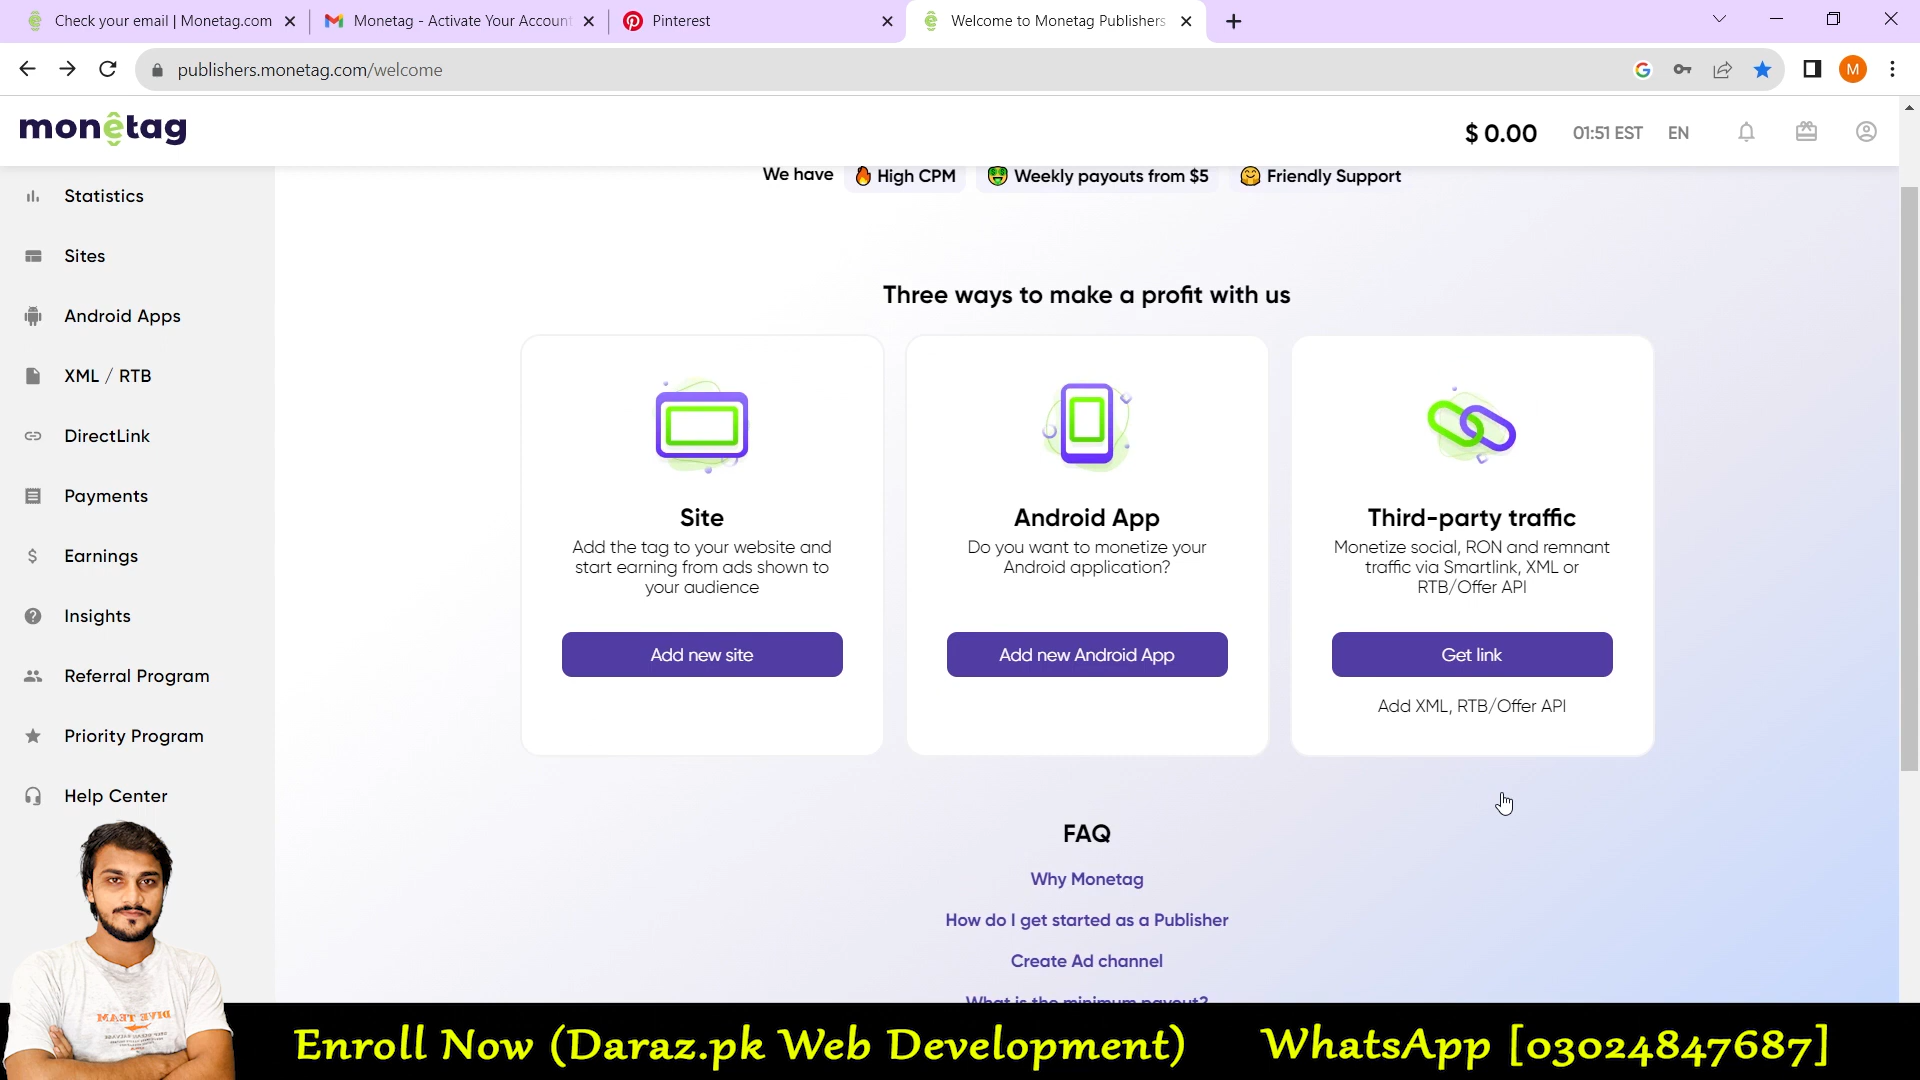 Check your email | Monetag.com
Monetag - Activate Your Account
Pinterest
Welcome to Monetag Publishers
publishers.monetag.com/welcome
M
monetag
$ 0.00
01:51 EST
EN
Statistics
Sites
Android Apps
XML / RTB
DirectLink
Payments
Earnings
Insights
Referral Program
Priority Program
Help Center
We have
High CPM
Weekly payouts from $5
Friendly Support
Three ways to make a profit with us
Site
Add the tag to your website and
start earning from ads shown to
your audience
Add new site
Android App
Do you want to monetize your
Android application?
Add new Android App
Third-party traffic
Monetize social, RON and remnant
traffic via Smartlink, XML or
RTB/Offer API
Get link
Add XML, RTB/Offer API
FAQ
Why Monetag
How do I get started as a Publisher
Create Ad channel
What is the minimum payout?
DIVE TEAM
Enroll Now (Daraz.pk Web Development)
WhatsApp [03024847687]